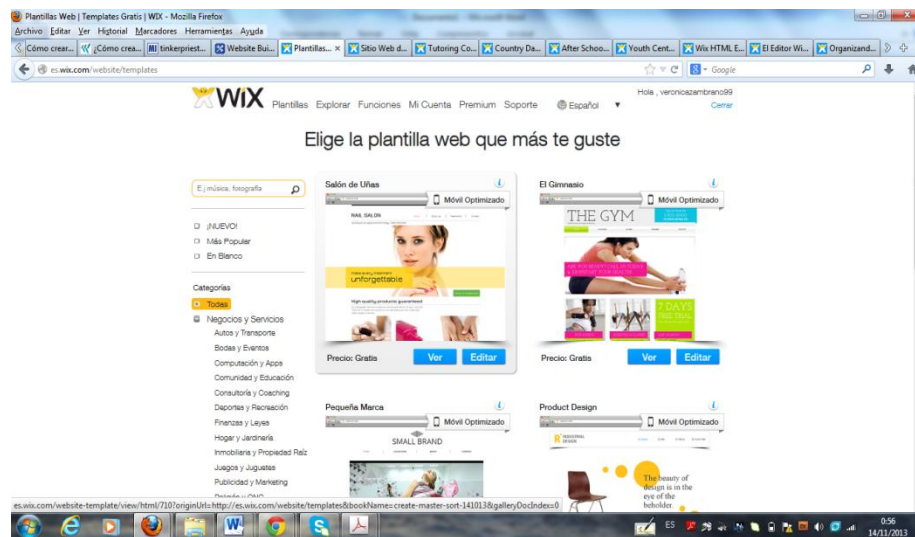 Plantillas Web | Templates Gratis | WIX - Mozilla Firefox
Archivo Editar Ver Historial Marcadores Herramientas Ayuda
Cómo crear... ¿Cómo crea... tinkerpriest... Website Bui... Plantillas... × Sitio Web d... Tutoring Co... Country Da... After Schoo... Youth Cent... Wix HTML E... El Editor Wi... Organizand...
es.wix.com/website/templates
Google
WiX Plantillas Explorar Funciones Mi Cuenta Premium Soporte Español ▼
Hola , veronicazambrano99
Cerrar
Elige la plantilla web que más te guste
E.j música, fotografía
¡NUEVO!
Más Popular
En Blanco
Categorías
Todas
Negocios y Servicios
Autos y Transporte
Bodas y Eventos
Computación y Apps
Comunidad y Educación
Consultoría y Coaching
Deportes y Recreación
Finanzas y Leyes
Hogar y Jardinería
Inmobiliaria y Propiedad Raíz
Juegos y Juguetes
Publicidad y Marketing
Salón de Uñas
Móvil Optimizado
NAIL SALON
unforgettable
High quality products guaranteed
Precio: Gratis
Ver
Editar
El Gimnasio
Móvil Optimizado
THE GYM
7 DAYS
FREE TRIAL
Precio: Gratis
Ver
Editar
Pequeña Marca
Móvil Optimizado
SMALL BRAND
Product Design
Móvil Optimizado
INDUSTRIAL
DESIGN
The beauty of
design is in the
eye of the
beholder.
es.wix.com/website-template/view/html/710?originUrl=http://es.wix.com/website/templates&bookName=create-master-sort-141013&galleryDocIndex=0
ES
0:56
14/11/2013